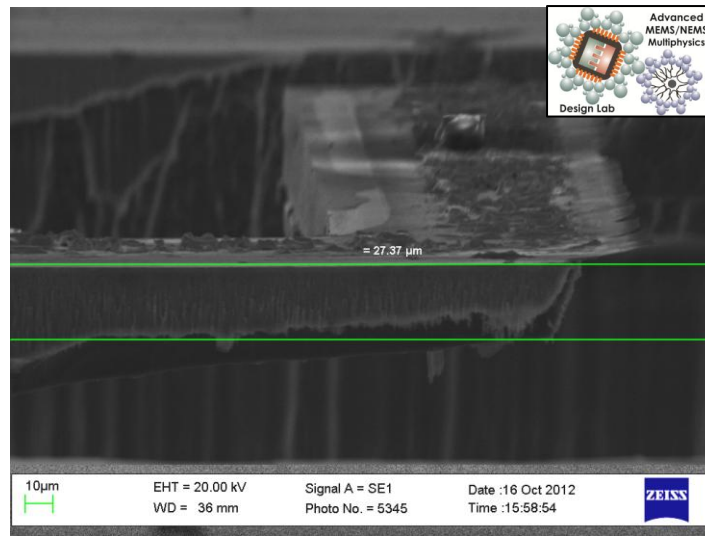 Advanced
MEMS/NEMS
Multiphysics
Design Lab
= 27.37 µm
10µm
EHT = 20.00 kV
Signal A = SE1
Date :16 Oct 2012
WD = 36 mm
Photo No. = 5345
Time :15:58:54
ZEISS